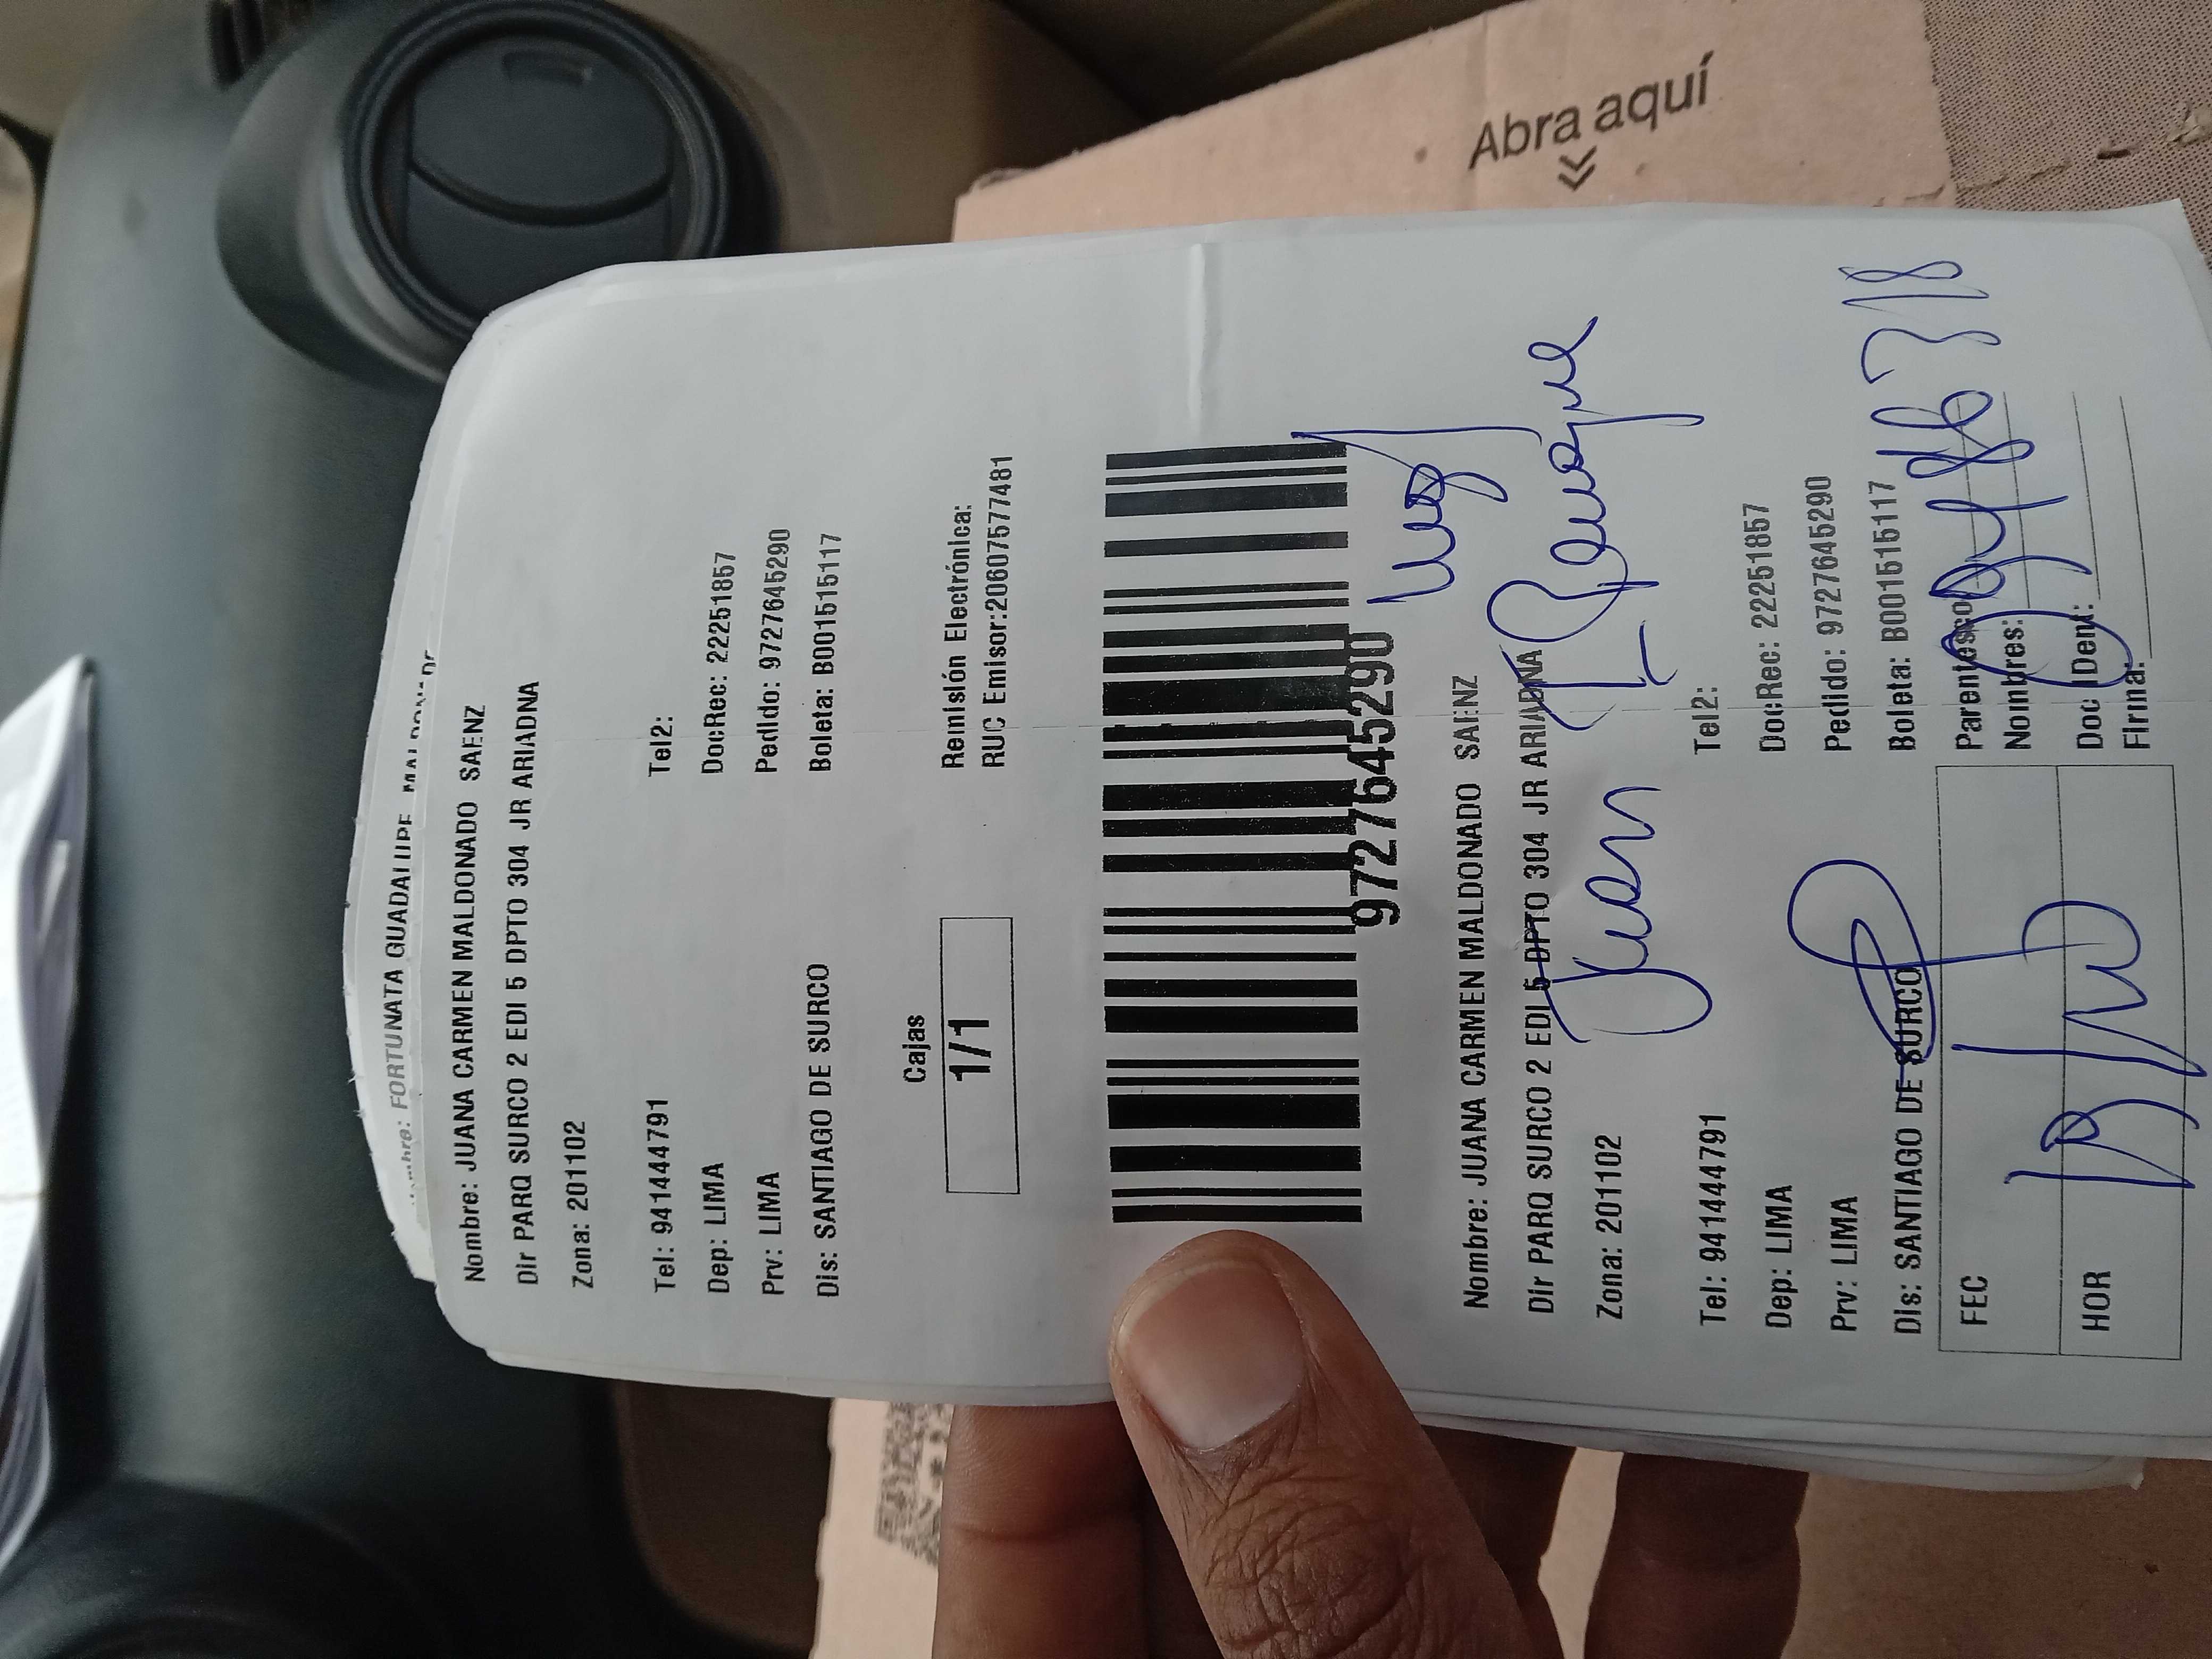 Abra aquí
FORTUNATA GUADALUPE
Nombre: JUANA CARMEN MALDONADO SAENZ
Dir PARQ SURCO 2 EDI 5 DPTO 304 JR ARIADNA
Zona: 201102
Tel: 941444791 Tel2:
Dep: LIMA DocRec: 22251857
Prv: LIMA Pedido: 9727645290
Dis: SANTIAGO DE SURCO Boleta: B001515117
Cajas Remisión Electrónica:
1/1 RUC Emisor:20607577481
9727645290
Nombre: JUANA CARMEN MALDONADO SAENZ
Dir PARQ SURCO 2 EDI 5 DPTO 304 JR ARIADNA
Juan
Zona: 201102
Tel: 941444791 Tel2:
Dep: LIMA DocRec: 22251857
Prv: LIMA Pedido: 9727645290
Dis: SANTIAGO DE SURCO Boleta: B001515117
FEC Parentesco:
Nombres:
HOR Doc Ident:
Firma: